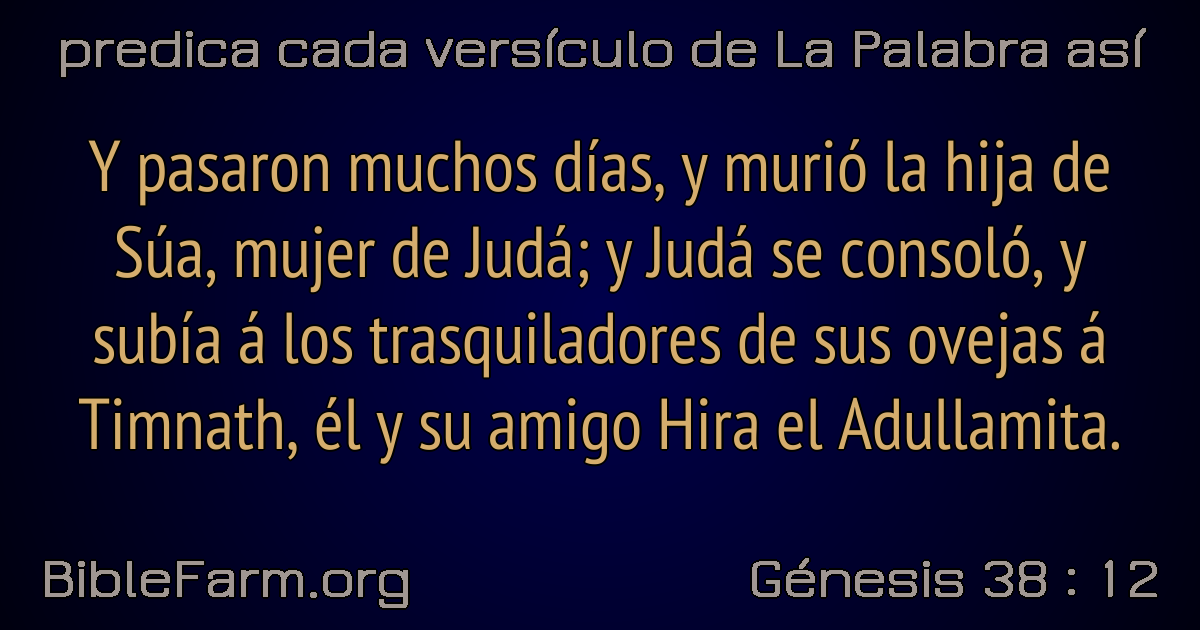 predica cada versículo de La Palabra así
Y pasaron muchos días, y murió la hija de
Súa, mujer de Judá; y Judá se consoló, y
subía á los trasquiladores de sus ovejas á
Timnath, él y su amigo Hira el Adullamita.
BibleFarm.org
Génesis 38 : 12